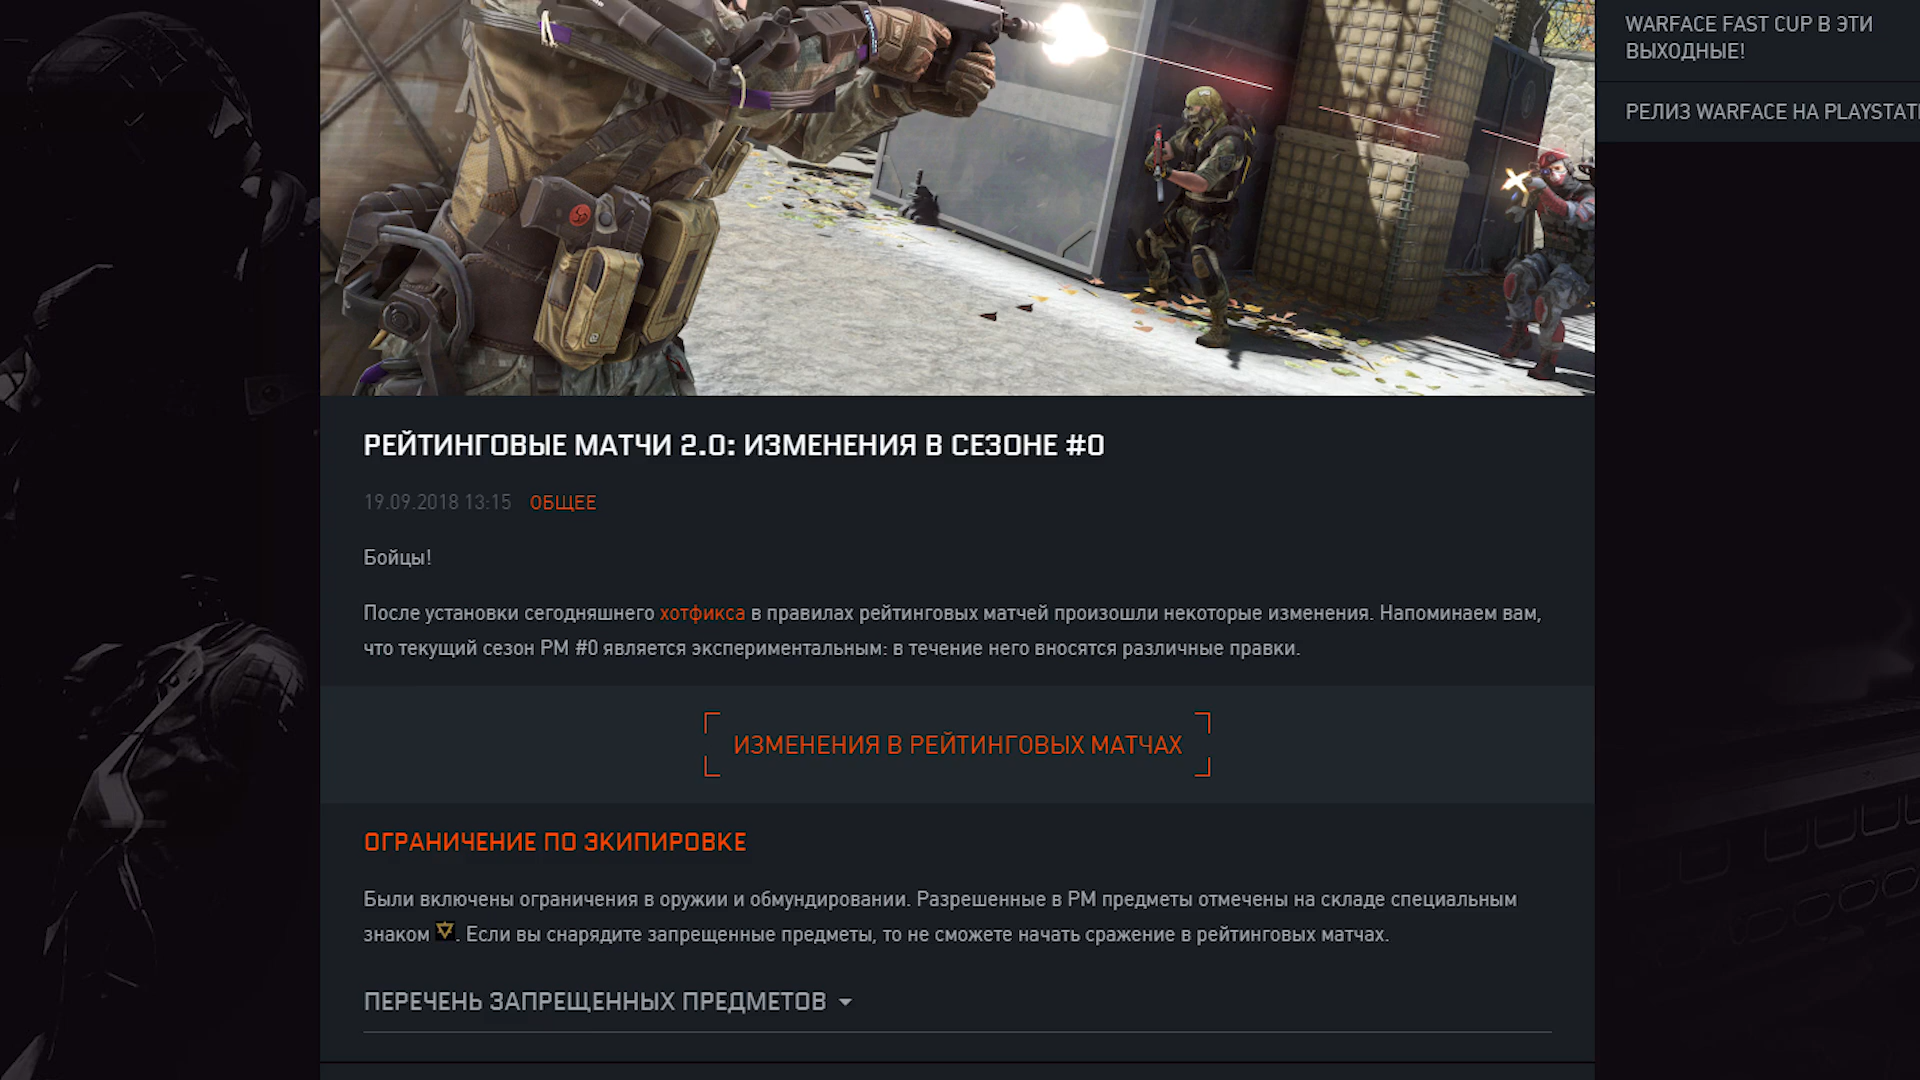 WARFACE FAST CUP В ЭТИ
ВЫХОДНЫЕ!
РЕЛИЗ WARFACE НА
РЕЙТИНГОВЫЕ МАТЧИ 2.0: ИЗМЕНЕНИЯ В СЕЗОНЕ #0
19.09.2018 13:15 ОБЩЕЕ
Бойцы!
После установки сегодняшнего хотфикса в правилах рейтинговых матчей произошли некоторые изменения. Напоминаем вам,
что текущий сезон РМ #0 является экспериментальным: в течение него вносятся различные правки.
ИЗМЕНЕНИЯ В РЕЙТИНГОВЫХ МАТЧАХ
ОГРАНИЧЕНИЕ ПО ЭКИПИРОВКЕ
Были включены ограничения в оружии и обмундировании. Разрешенные в РМ предметы отмечены на складе специальным
знаком . Если вы снарядите запрещенные предметы, то не сможете начать сражение в рейтинговых матчах.
ПЕРЕЧЕНЬ ЗАПРЕЩЕННЫХ ПРЕДМЕТОВ